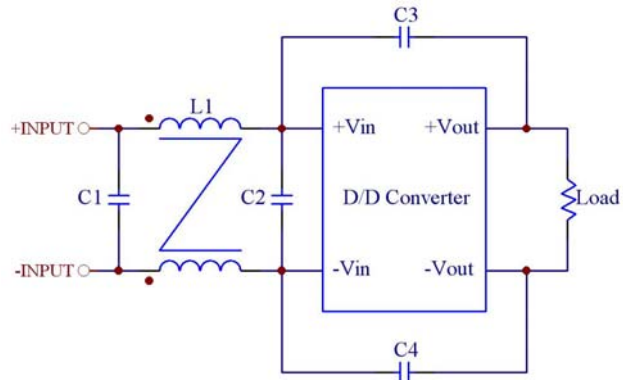 C3
L1
+INPUT
+Vin
+Vout
C1
C2
D/D Converter
Load
-INPUT
-Vin
-Vout
C4